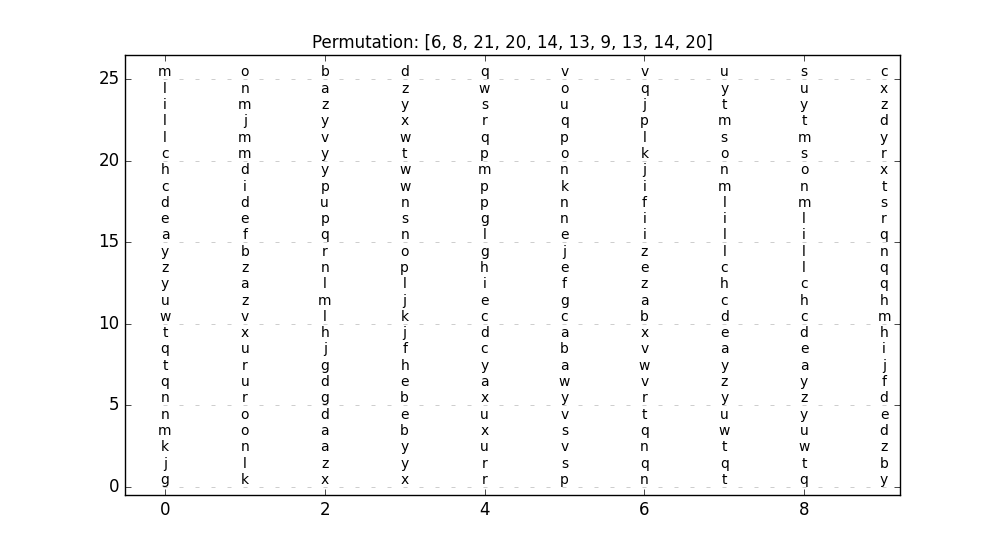 Permutation: [6, 8, 21, 20, 14, 13, 9, 13, 14, 20]
25 m o b d q v v u s c
l n a z w o q y u x
i m z y s u j t y z
l j y x r q p m t d
l m v w q p l s m y
20 c m y t p o k o s r
h d y w m n j n o x
c i p w p k i m n t
d d u n p n f l m s
e e p s g n i i l r
15 a f q n l e i l i q
y b r o g j z l l n
z z n p h e e c l q
y a l l i f z h c q
u z m j e g a c h h
10 w v l k c c b d c m
t x h j d a x e d h
q u j f c b v a e i
t r g h y a w y a j
q u d e a w v z y f
5 n r g b x y r y z d
n o d e u v t u y e
m o a b x s q w u d
k n a y u v n t w z
j l z y r s q q t b
0 g k x x r p n t q y
0 2 4 6 8